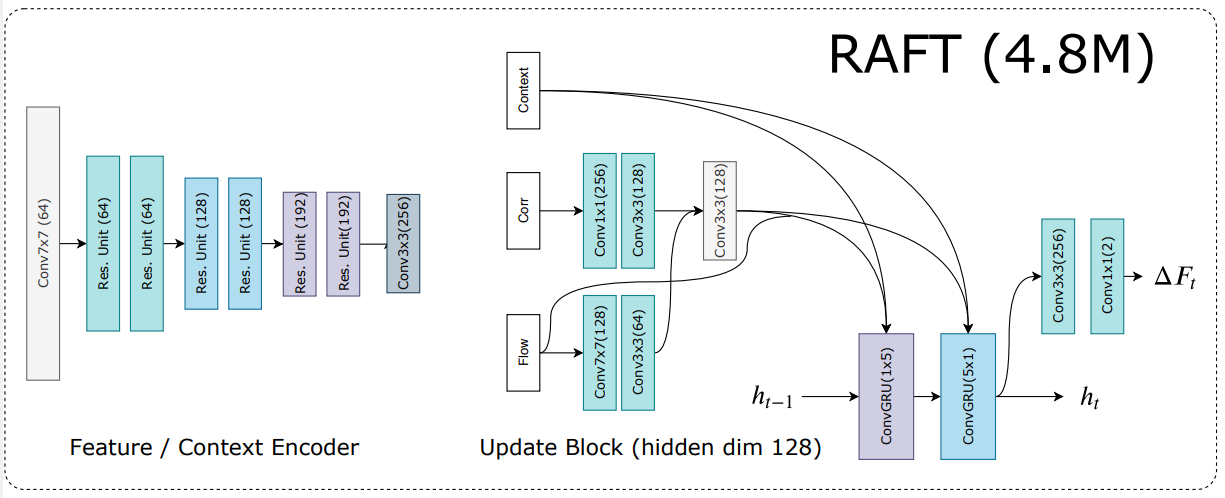 RAFT (4.8M)
Conv7x7 (64)
Res. Unit (64)
Res. Unit (64)
Res. Unit (128)
Res. Unit (128)
Res. Unit (192)
Res. Unit(192)
Conv3x3(256)
Feature / Context Encoder
Context
Corr
Conv1x1(256)
Conv3x3(128)
Conv3x3(128)
Flow
Conv7x7(128)
Conv3x3(64)
h_{t−1}
ConvGRU(1x5)
ConvGRU(5x1)
h_t
Conv3x3(256)
Conv1x1(2)
ΔF_t
Update Block (hidden dim 128)